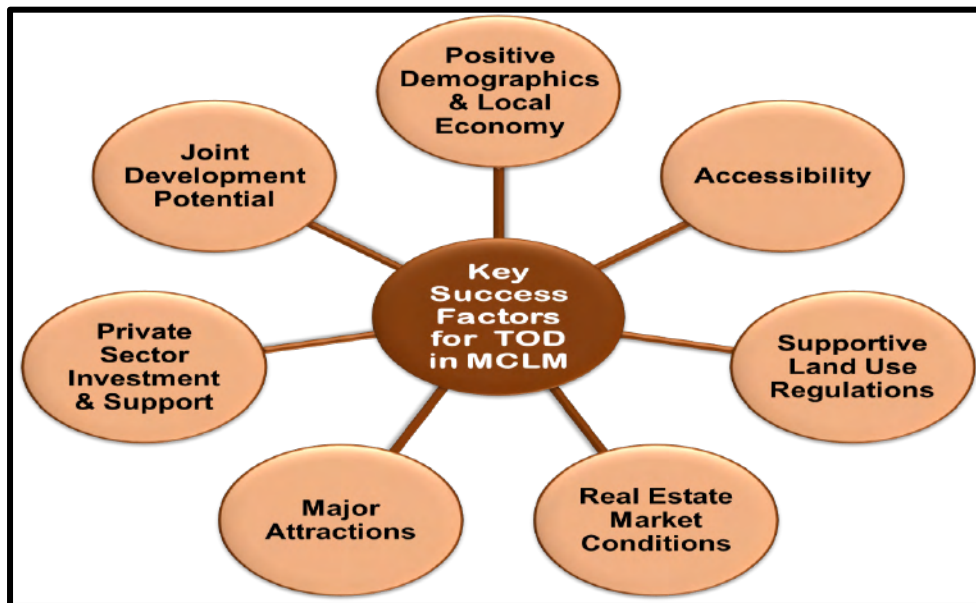 Positive
Demographics
& Local
Economy
Accessibility
Supportive
Land Use
Regulations
Real Estate
Market
Conditions
Major
Attractions
Private
Sector
Investment
& Support
Joint
Development
Potential
Key
Success
Factors
for TOD
in MCLM